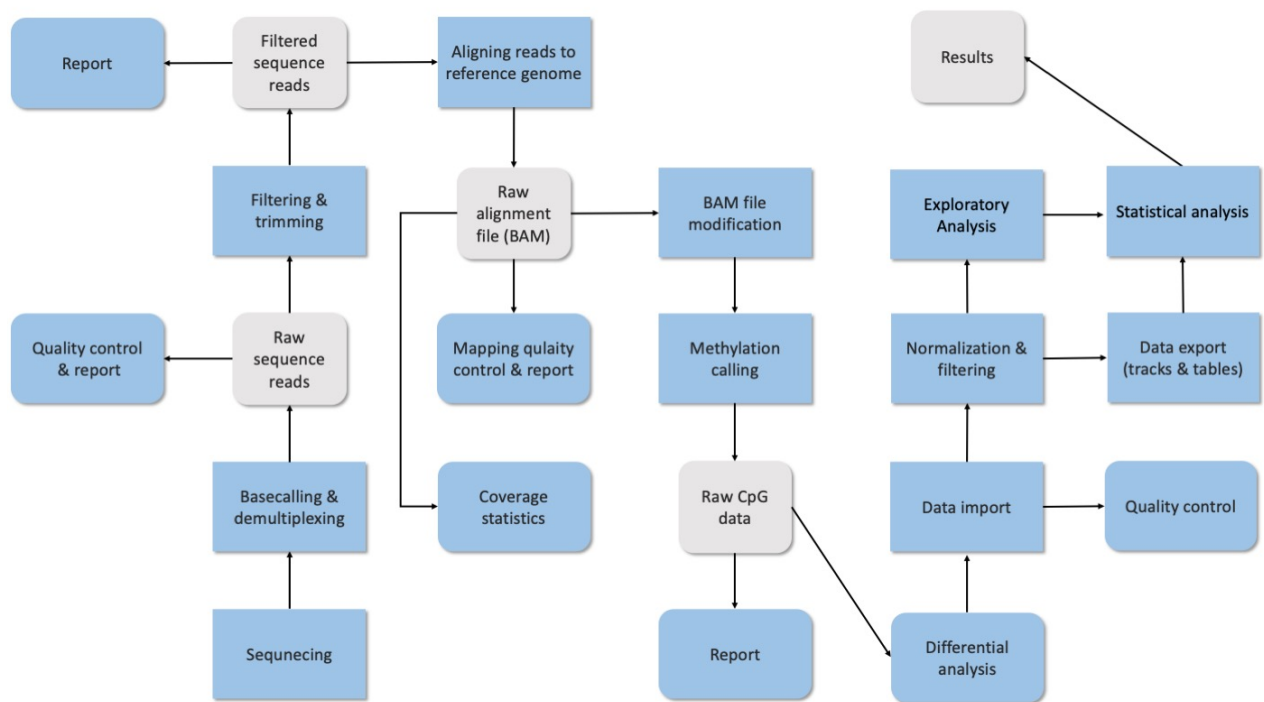 Report
Filtered
sequence
reads
Aligning reads to
reference genome
Results
Filtering &
trimming
Raw
alignment
file (BAM)
BAM file
modification
Exploratory
Analysis
Statistical analysis
Quality control
& report
Raw
sequence
reads
Mapping qulaity
control & report
Methylation
calling
Normalization &
filtering
Data export
(tracks & tables)
Basecalling &
demultiplexing
Coverage
statistics
Raw CpG
data
Data import
Quality control
Sequnecing
Report
Differential
analysis